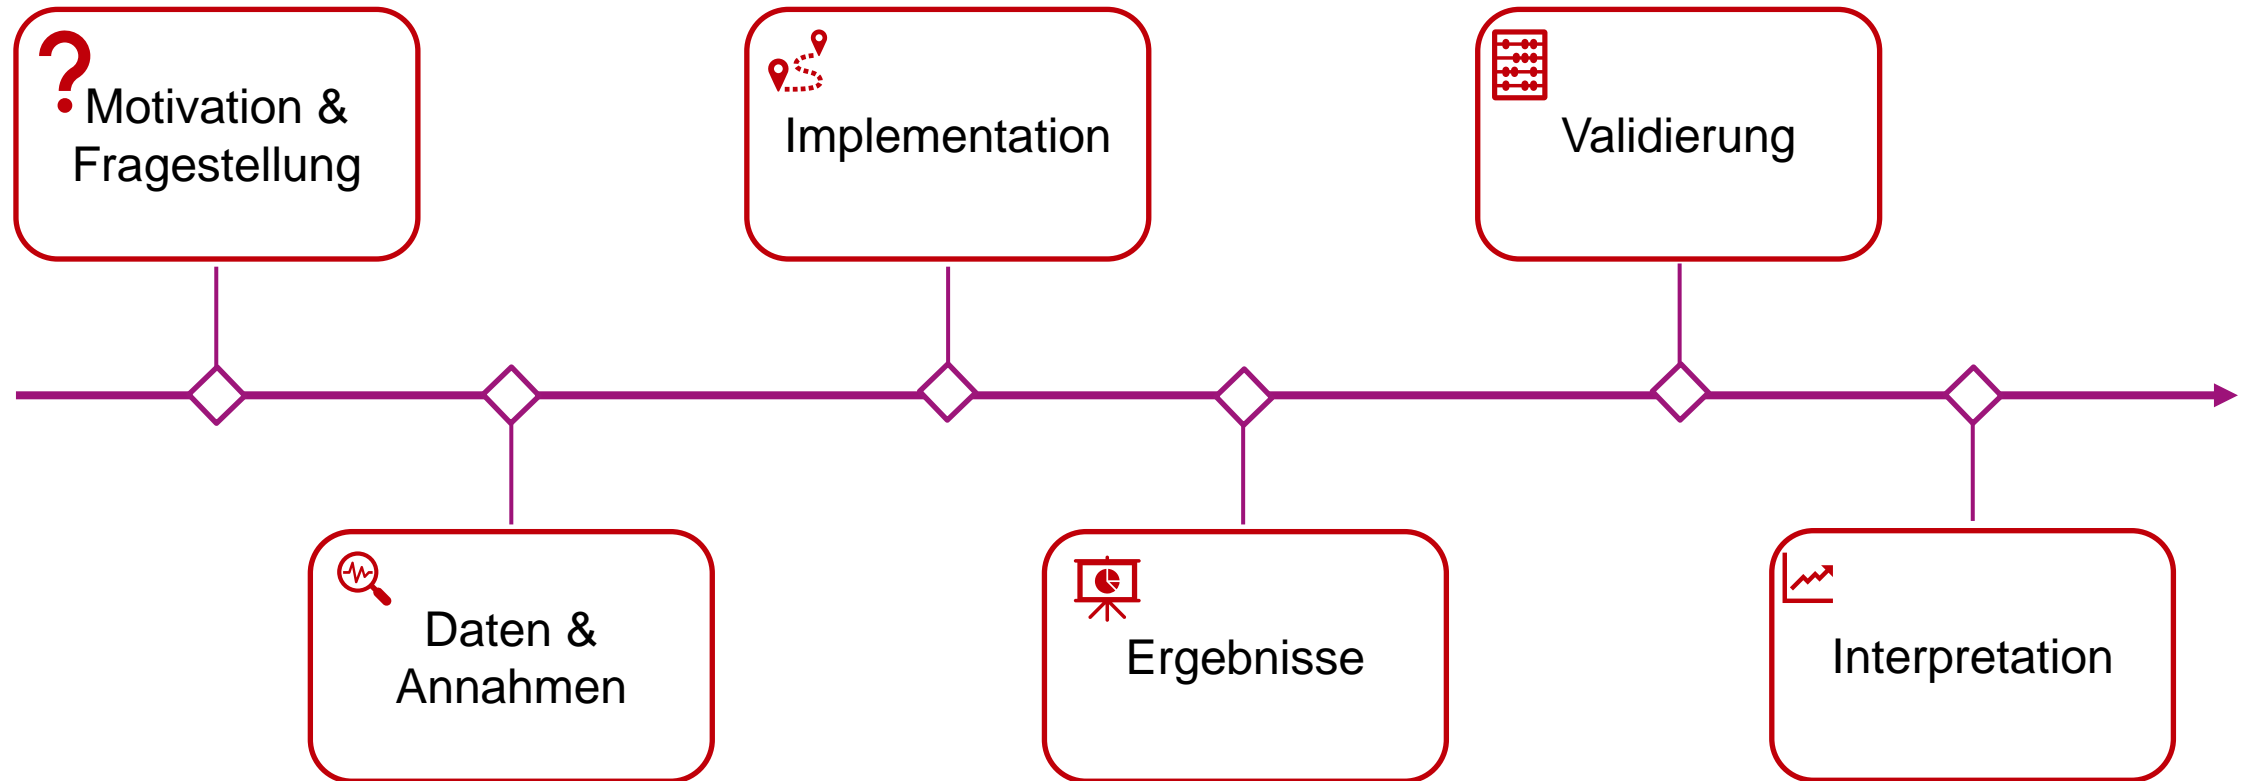 Motivation &
Fragestellung
Daten &
Annahmen
Implementation
Ergebnisse
Validierung
Interpretation